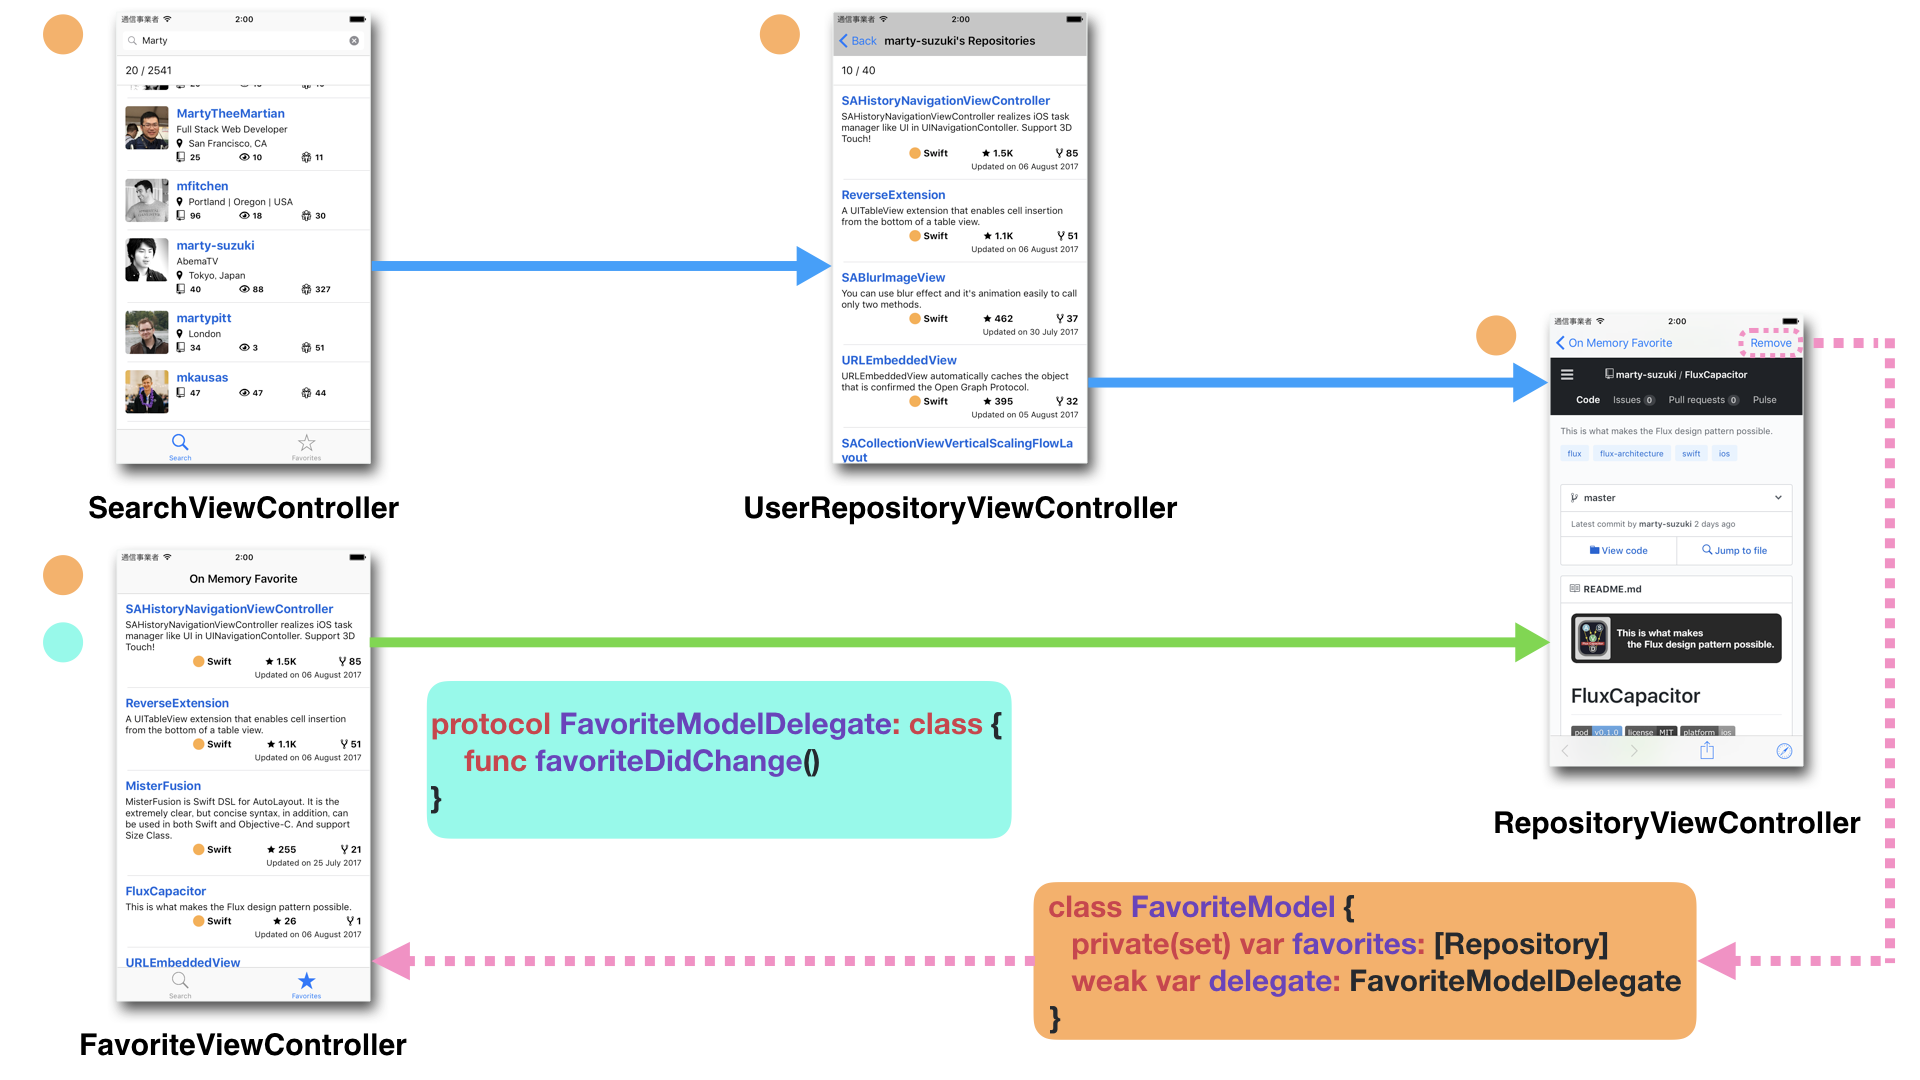 通信事業者 2:00
Marty
20 / 2541
MartyTheeMartian
Full Stack Web Developer
San Francisco, CA
25 10 11
mfitchen
Portland | Oregon | USA
96 18 30
marty-suzuki
AbemaTV
Tokyo, Japan
40 88 327
martypitt
London
34 3 51
mkausas
47 47 44
Search Favorites
SearchViewController
通信事業者 2:00
Back marty-suzuki's Repositories
10 / 40
SAHistoryNavigationViewController
SAHistoryNavigationViewController realizes iOS task
manager like UI in UINavigationContoller. Support 3D
Touch!
Swift ★ 1.5K 85
Updated on 06 August 2017
ReverseExtension
A UITableView extension that enables cell insertion
from the bottom of a table view.
Swift ★ 1.1K 51
Updated on 06 August 2017
SABlurImageView
You can use blur effect and it's animation easily to call
only two methods.
Swift ★ 462 37
Updated on 30 July 2017
URLEmbeddedView
URLEmbeddedView automatically caches the object
that is confirmed the Open Graph Protocol.
Swift ★ 395 32
Updated on 05 August 2017
SACollectionViewVerticalScalingFlowLa
yout
UserRepositoryViewController
通信事業者 2:00
On Memory Favorite Remove
marty-suzuki / FluxCapacitor
Code Issues 0 Pull requests 0 Pulse
This is what makes the Flux design pattern possible.
flux flux-architecture swift ios
master
Latest commit by marty-suzuki 2 days ago
View code Jump to file
README.md
This is what makes
the Flux design pattern possible.
FluxCapacitor
pod v0.1.0 license MIT platform ios
RepositoryViewController
通信事業者 2:00
On Memory Favorite
SAHistoryNavigationViewController
SAHistoryNavigationViewController realizes iOS task
manager like UI in UINavigationContoller. Support 3D
Touch!
Swift ★ 1.5K 85
Updated on 06 August 2017
ReverseExtension
A UITableView extension that enables cell insertion
from the bottom of a table view.
Swift ★ 1.1K 51
Updated on 06 August 2017
MisterFusion
MisterFusion is Swift DSL for AutoLayout. It is the
extremely clear, but concise syntax, in addition, can
be used in both Swift and Objective-C. And support
Size Class.
Swift ★ 255 21
Updated on 25 July 2017
FluxCapacitor
This is what makes the Flux design pattern possible.
Swift ★ 26 1
Updated on 06 August 2017
URLEmbeddedView
Search Favorites
FavoriteViewController
protocol FavoriteModelDelegate: class {
func favoriteDidChange()
}
class FavoriteModel {
private(set) var favorites: [Repository]
weak var delegate: FavoriteModelDelegate
}